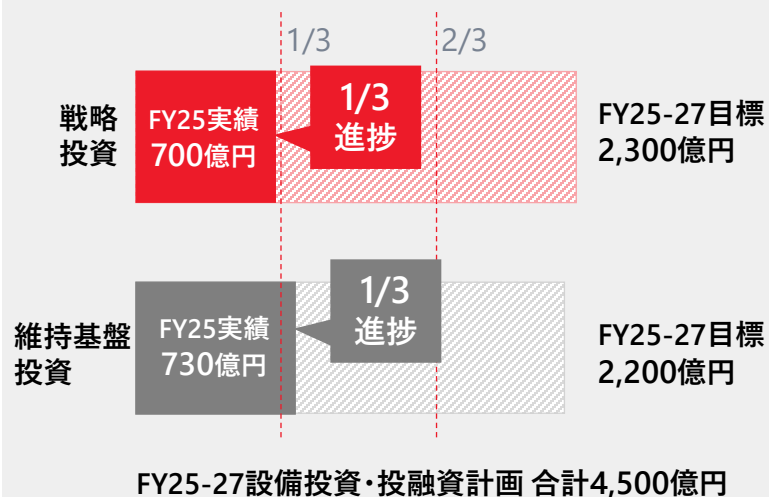 1/3
2/3
戦略
投資
FY25実績
700億円
1/3
進捗
FY25-27目標
2,300億円
維持基盤
投資
FY25実績
730億円
1/3
進捗
FY25-27目標
2,200億円
FY25-27設備投資・投融資計画 合計4,500億円